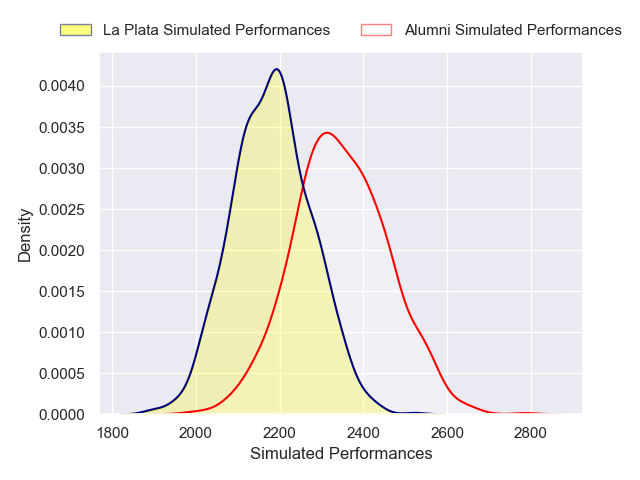 La Plata Simulated Performances
Alumni Simulated Performances
0.0040
0.0035
0.0030
0.0025
0.0020
0.0015
0.0010
0.0005
0.0000
Density
1800 2000 2200 2400 2600 2800
Simulated Performances